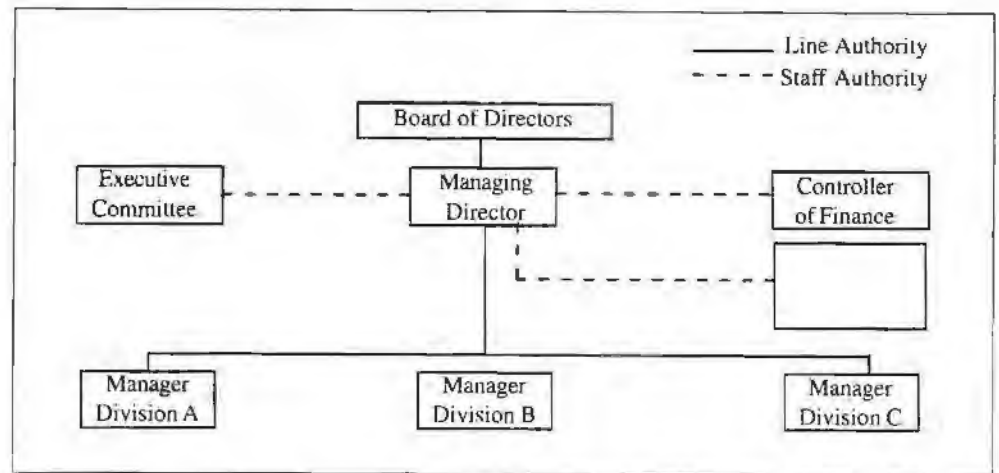 Line Authority
Staff Authority
Board of Directors
Executive
Committee
Managing
Director
Controller
of Finance
Manager
Division A
Manager
Division B
Manager
Division C